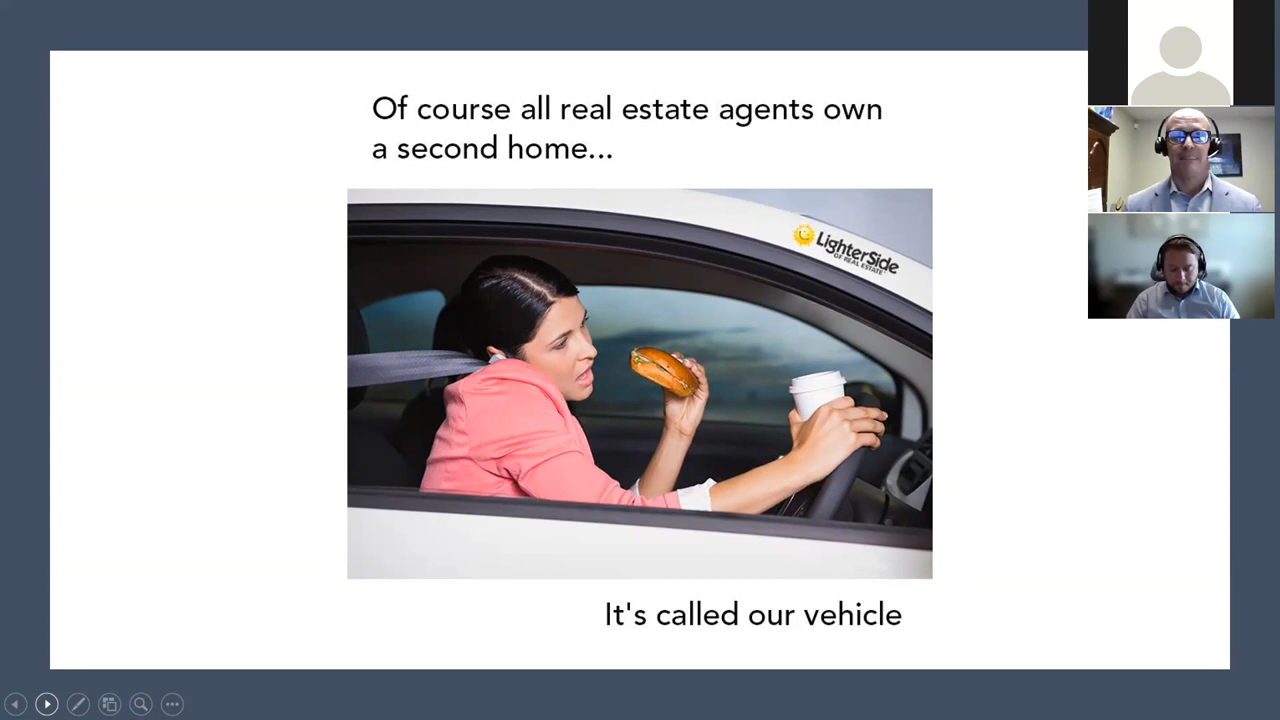 Of course all real estate agents own
a second home...
LighterSide
OF REAL ESTATE
It's called our vehicle